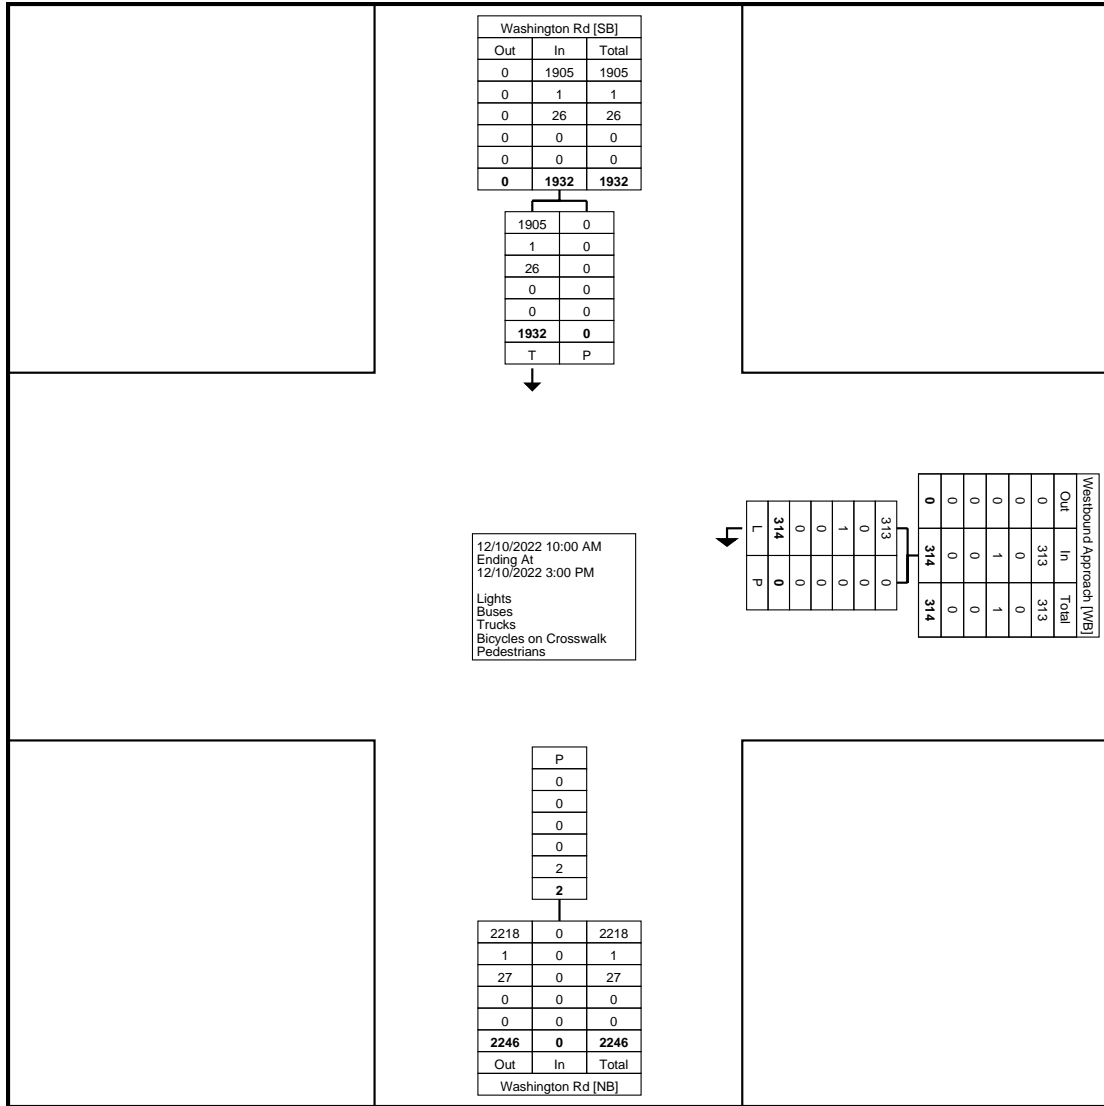 Washington Rd [SB]
Out In Total
0 1905 1905
0 1 1
0 26 26
0 0 0
0 0 0
0 1932 1932
1905 0
1 0
26 0
0 0
0 0
1932 0
T P
Westbound Approach [WB]
Out In Total
0 313 313
0 0 0
0 1 1
0 0 0
0 0 0
0 314 314
313 0
0 0
1 0
0 0
0 0
314 0
L P
12/10/2022 10:00 AM
Ending At
12/10/2022 3:00 PM
Lights
Buses
Trucks
Bicycles on Crosswalk
Pedestrians
P
0
0
0
0
2
2
2218 0 2218
1 0 1
27 0 27
0 0 0
0 0 0
2246 0 2246
Out In Total
Washington Rd [NB]